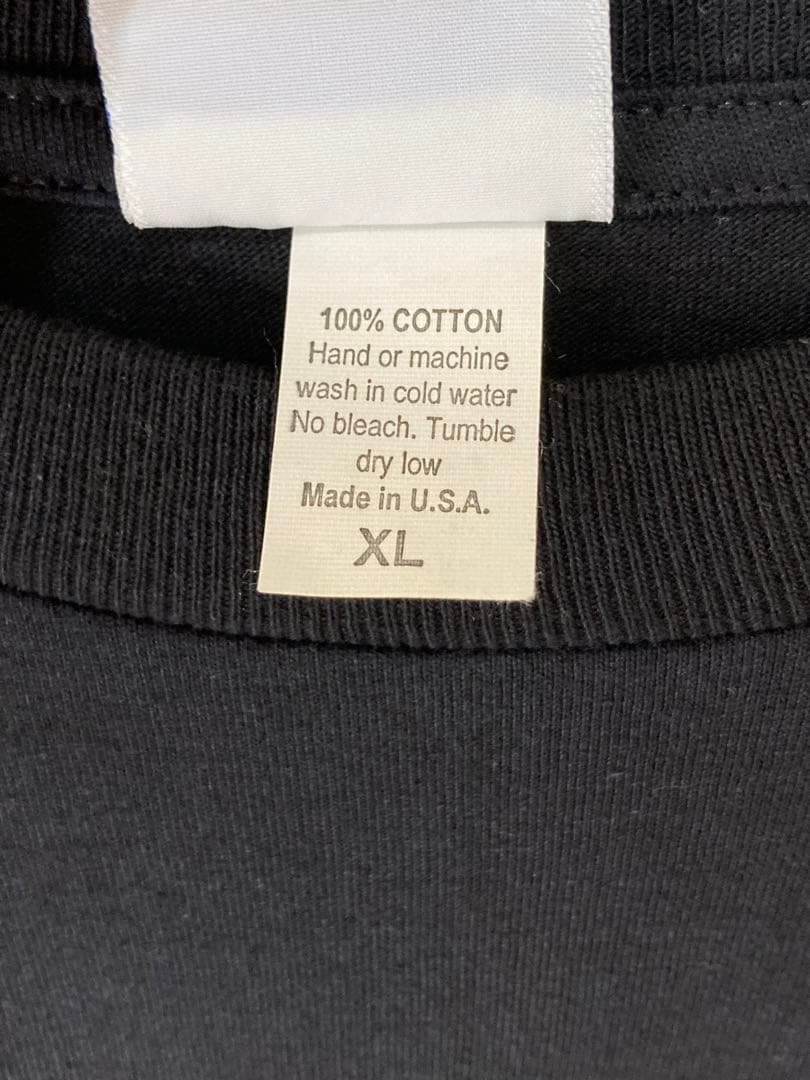 100% COTTON
Hand or machine
wash in cold water
No bleach. Tumble
dry low
Made in U.S.A.
XL